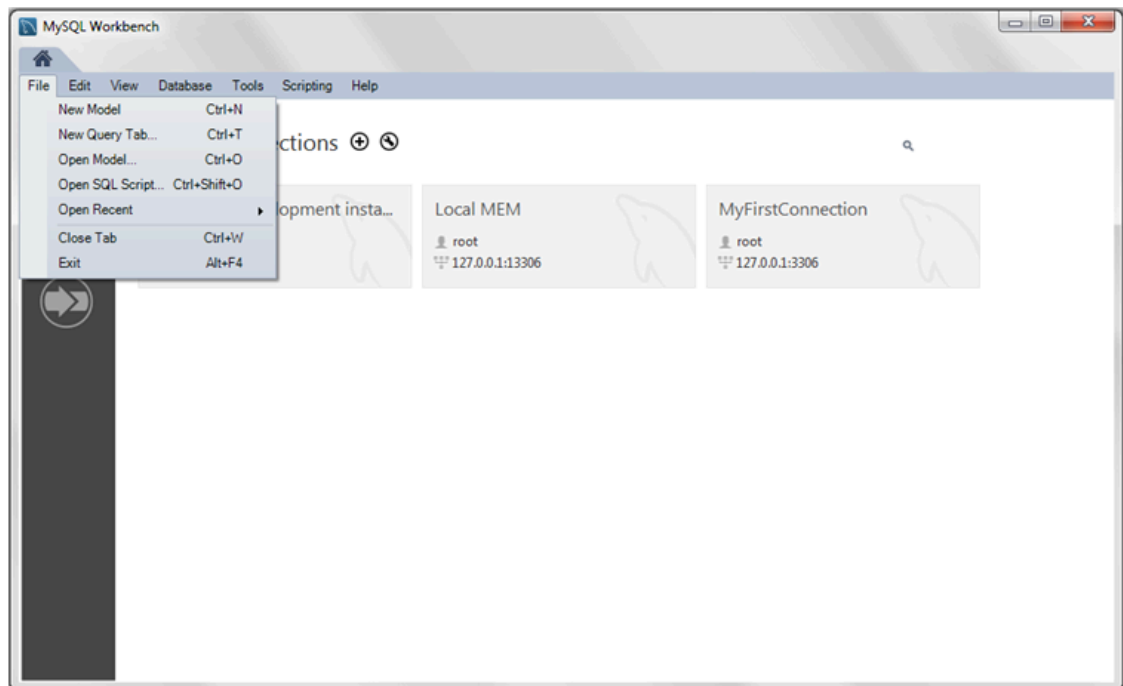 MySQL Workbench
File Edit View Database Tools Scripting Help
New Model Ctrl+N
New Query Tab... Ctrl+T
Open Model... Ctrl+O
Open SQL Script... Ctrl+Shift+O
Open Recent
Close Tab Ctrl+W
Exit Alt+F4
ctions
lopment insta...
Local MEM
root
127.0.0.1:13306
MyFirstConnection
root
127.0.0.1:3306